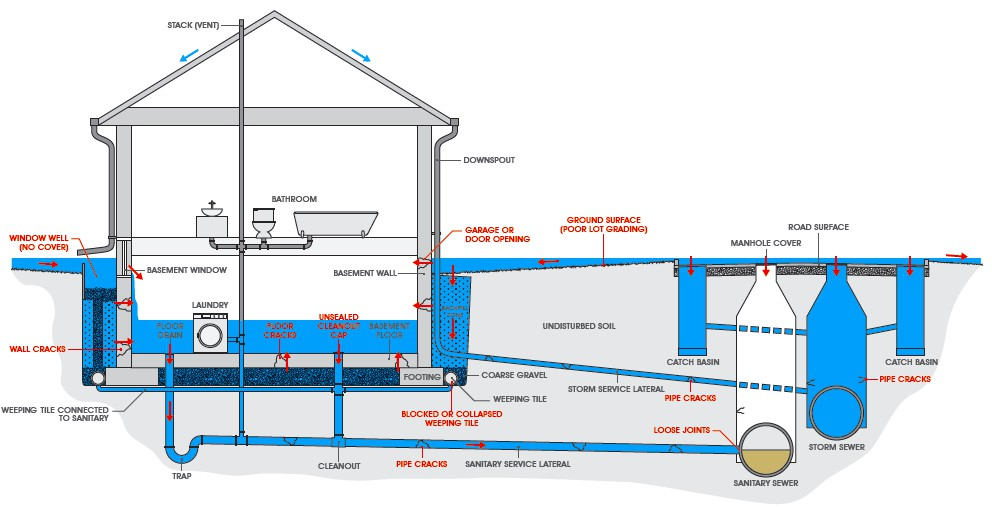 STACK (VENT)
DOWNSPOUT
BATHROOM
WINDOW WELL
(NO COVER)
GARAGE OR
DOOR OPENING
GROUND SURFACE
(POOR LOT GRADING)
ROAD SURFACE
MANHOLE COVER
BASEMENT WINDOW
BASEMENT WALL
LAUNDRY
UNSEALED
CLEANOUT
CAP
FLOOR
DRAIN
FLOOR
CRACKS
BASEMENT
FLOOR
UNDISTURBED SOIL
WALL CRACKS
CATCH BASIN
CATCH BASIN
FOOTING
COARSE GRAVEL
STORM SERVICE LATERAL
PIPE CRACKS
PIPE CRACKS
WEEPING TILE
WEEPING TILE CONNECTED
TO SANITARY
BLOCKED OR COLLAPSED
WEEPING TILE
LOOSE JOINTS
STORM SEWER
TRAP
CLEANOUT
PIPE CRACKS
SANITARY SERVICE LATERAL
SANITARY SEWER